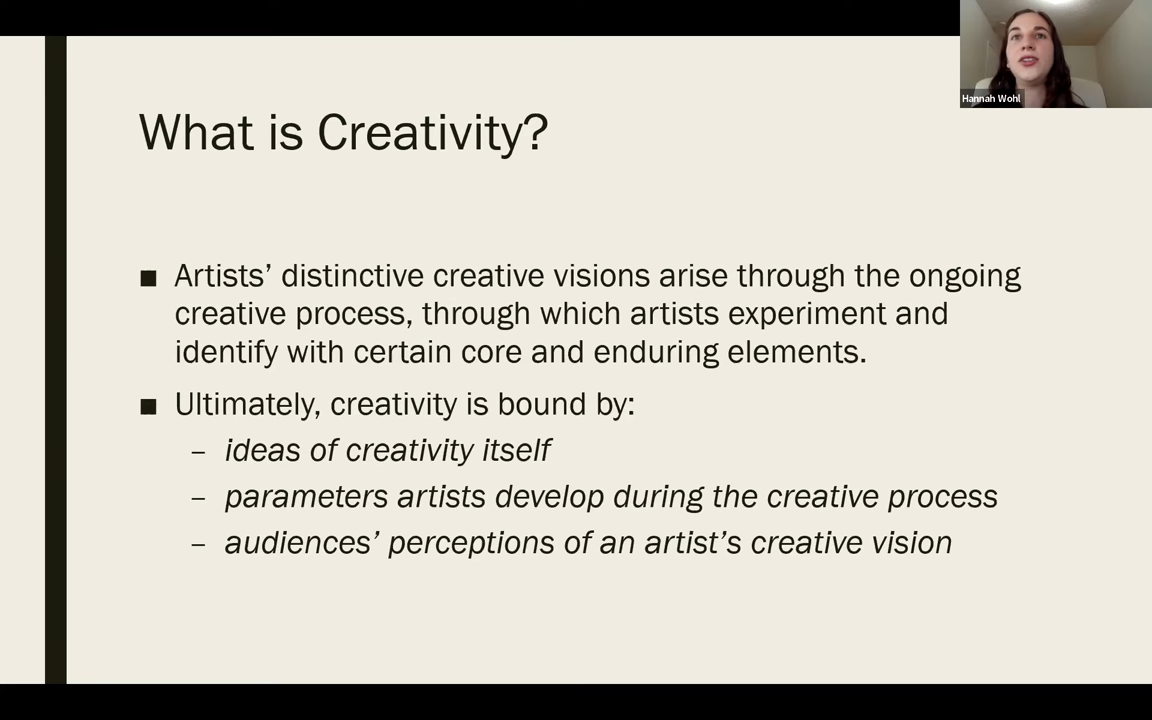 Hannah Wohl
What is Creativity?
■ Artists’ distinctive creative visions arise through the ongoing
creative process, through which artists experiment and
identify with certain core and enduring elements.
■ Ultimately, creativity is bound by:
– ideas of creativity itself
– parameters artists develop during the creative process
– audiences’ perceptions of an artist’s creative vision